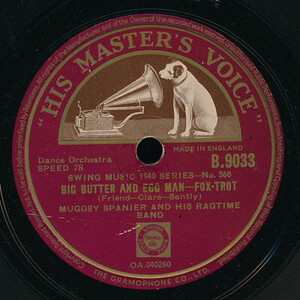 "HIS MASTER'S VOICE"
MADE IN ENGLAND
Dance Orchestra
SPEED 78
B.9033
SWING MUSIC 1940 SERIES—No. 368
BIG BUTTER AND EGG MAN—FOX-TROT
(Friend—Clare—Santly)
MUGGSY SPANIER AND HIS RAGTIME
BAND
OA.040260
THE GRAMOPHONE CO., LTD.